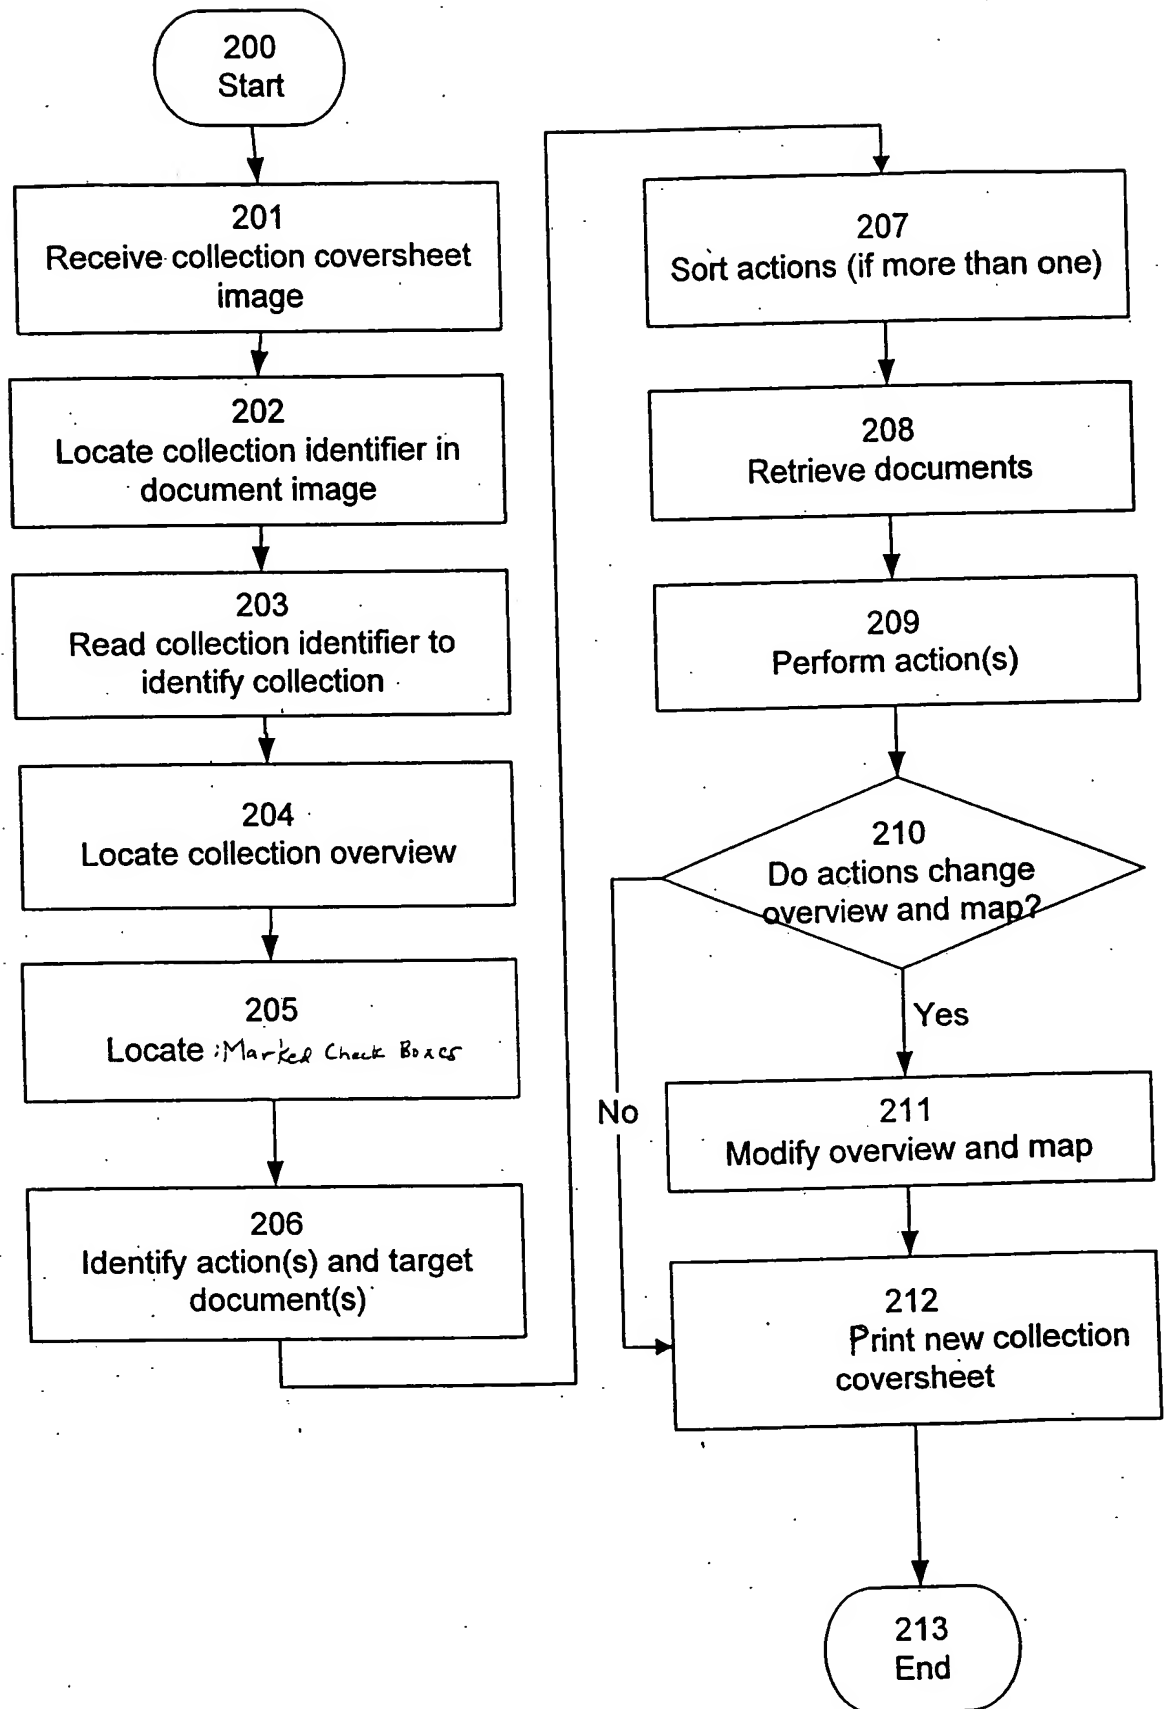 200
Start
201
Receive collection coversheet
image
202
Locate collection identifier in
document image
203
Read collection identifier to
identify collection
204
Locate collection overview
205
Locate Marked Check Boxes
206
Identify action(s) and target
document(s)
207
Sort actions (if more than one)
208
Retrieve documents
209
Perform action(s)
210
Do actions change
overview and map?
Yes
No
211
Modify overview and map
212
Print new collection
coversheet
213
End